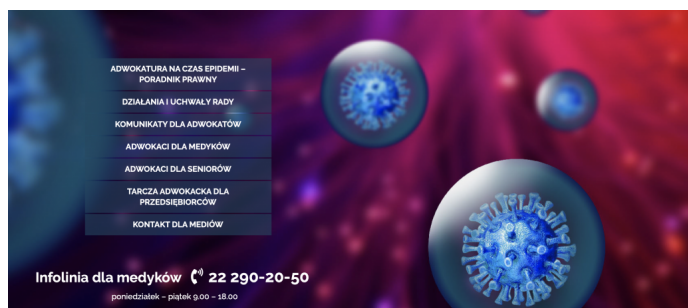 ADWOKATURA NA CZAS EPIDEMII –
PORADNIK PRAWNY
DZIAŁANIA I UCHWAŁY RADY
KOMUNIKATY DLA ADWOKATÓW
ADWOKACI DLA MEDYKÓW
ADWOKACI DLA SENIORÓW
TARCZA ADWOKACKA DLA
PRZEDSIĘBIORCÓW
KONTAKT DLA MEDIÓW
Infolinia dla medyków 22 290-20-50
poniedziałek – piątek 9.00 – 18.00